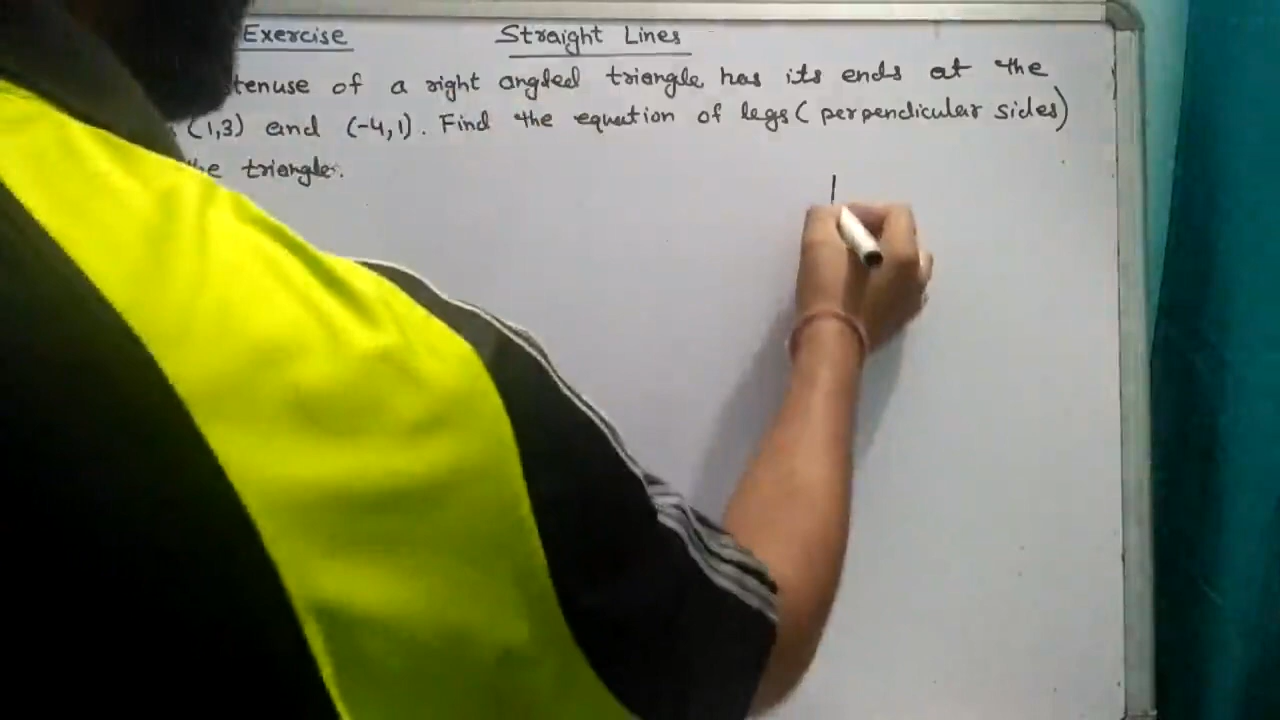 Exercise Straight Lines
tenuse of a right angled triangle has its ends at the
(1,3) and (-4,1). Find the equation of legs (perpendicular sides)
he triangle.